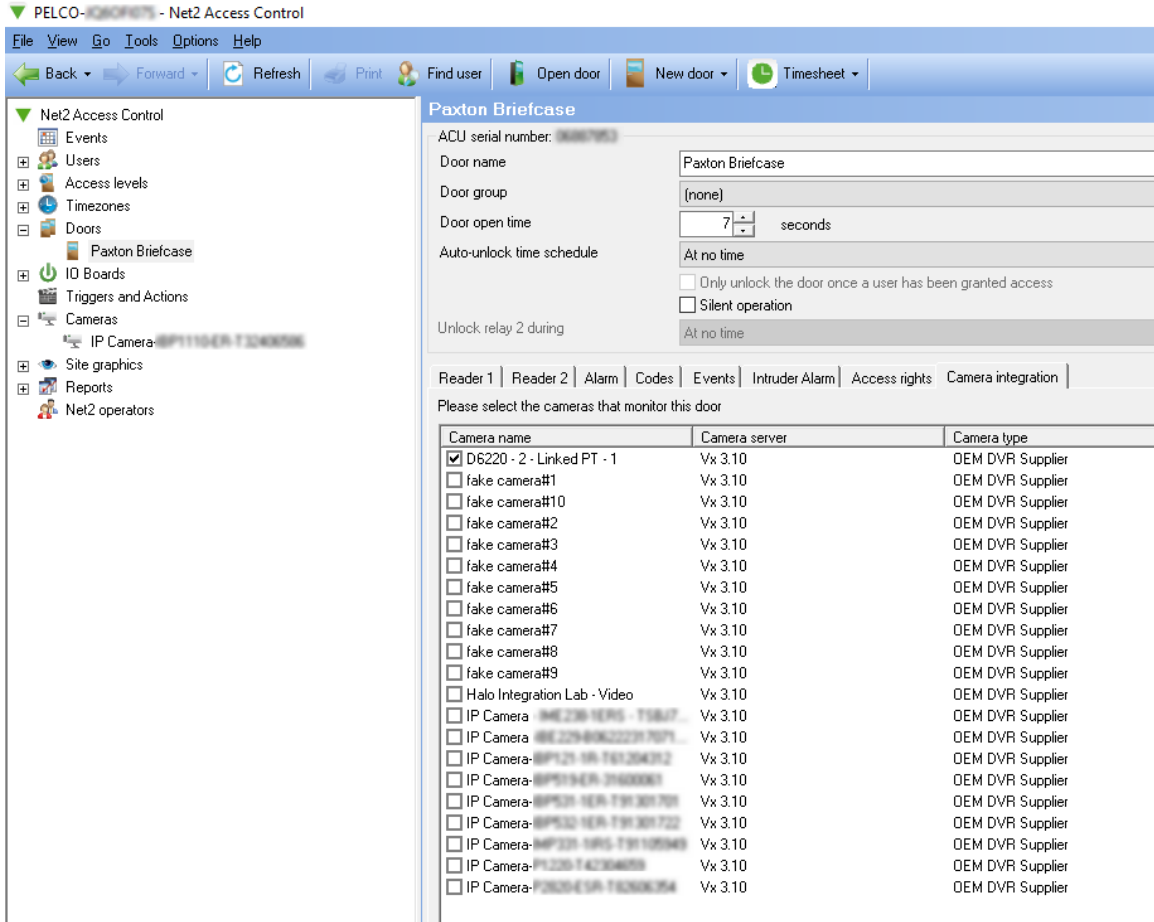 PELCO- - Net2 Access Control
File View Go Tools Options Help
Back Forward Refresh Print Find user Open door New door Timesheet
Net2 Access Control
Events
Users
Access levels
Timezones
Doors
Paxton Briefcase
IO Boards
Triggers and Actions
Cameras
IP Camera-
Site graphics
Reports
Net2 operators
Paxton Briefcase
ACU serial number:
Door name Paxton Briefcase
Door group (none)
Door open time 7 seconds
Auto-unlock time schedule At no time
Only unlock the door once a user has been granted access
Silent operation
Unlock relay 2 during At no time
Reader 1 Reader 2 Alarm Codes Events Intruder Alarm Access rights Camera integration
Please select the cameras that monitor this door
Camera name Camera server Camera type
D6220 - 2 - Linked PT - 1 Vx 3.10 OEM DVR Supplier
fake camera#1 Vx 3.10 OEM DVR Supplier
fake camera#10 Vx 3.10 OEM DVR Supplier
fake camera#2 Vx 3.10 OEM DVR Supplier
fake camera#3 Vx 3.10 OEM DVR Supplier
fake camera#4 Vx 3.10 OEM DVR Supplier
fake camera#5 Vx 3.10 OEM DVR Supplier
fake camera#6 Vx 3.10 OEM DVR Supplier
fake camera#7 Vx 3.10 OEM DVR Supplier
fake camera#8 Vx 3.10 OEM DVR Supplier
fake camera#9 Vx 3.10 OEM DVR Supplier
Halo Integration Lab - Video Vx 3.10 OEM DVR Supplier
IP Camera Vx 3.10 OEM DVR Supplier
IP Camera Vx 3.10 OEM DVR Supplier
IP Camera- Vx 3.10 OEM DVR Supplier
IP Camera- Vx 3.10 OEM DVR Supplier
IP Camera- Vx 3.10 OEM DVR Supplier
IP Camera- Vx 3.10 OEM DVR Supplier
IP Camera- Vx 3.10 OEM DVR Supplier
IP Camera- Vx 3.10 OEM DVR Supplier
IP Camera- Vx 3.10 OEM DVR Supplier